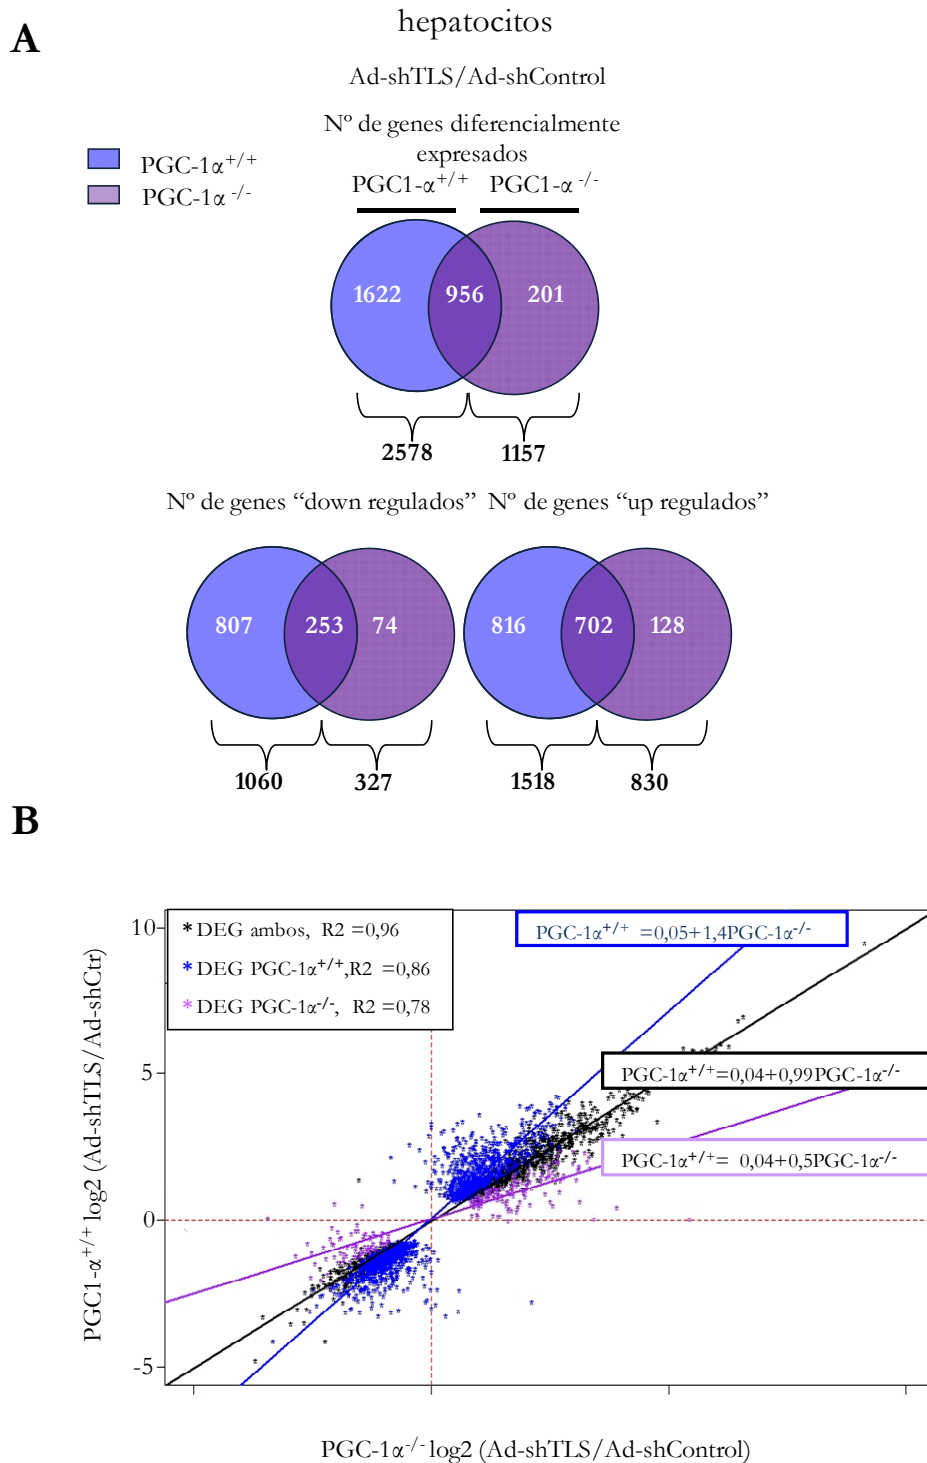 hepatocitos
A
Ad-shTLS/Ad-shControl
Nº de genes diferencialmente
expresados
PGC-1α+/+
PGC-1α -/-
PGC1-α+/+ PGC1-α -/-
1622 956 201
2578 1157
Nº de genes “down regulados” Nº de genes “up regulados”
807 253 74 816 702 128
1060 327 1518 830
B
* DEG ambos, R2 =0,96
* DEG PGC-1α+/+,R2 =0,86
* DEG PGC-1α-/-, R2 =0,78
PGC-1α+/+ =0,05+1,4PGC-1α-/-
PGC-1α+/+=0,04+0,99PGC-1α-/-
PGC-1α+/+= 0,04+0,5PGC-1α-/-
10
5
0
-5
PGC1-α+/+ log2 (Ad-shTLS/Ad-shCtr)
PGC-1α-/- log2 (Ad-shTLS/Ad-shControl)